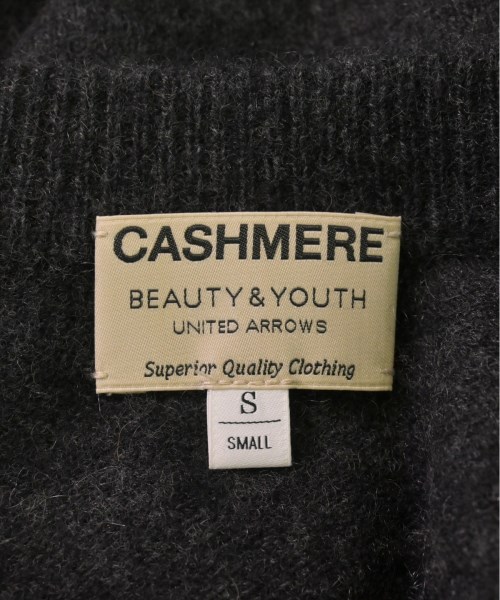 CASHMERE
BEAUTY & YOUTH
UNITED ARROWS
Superior Quality Clothing
S
SMALL